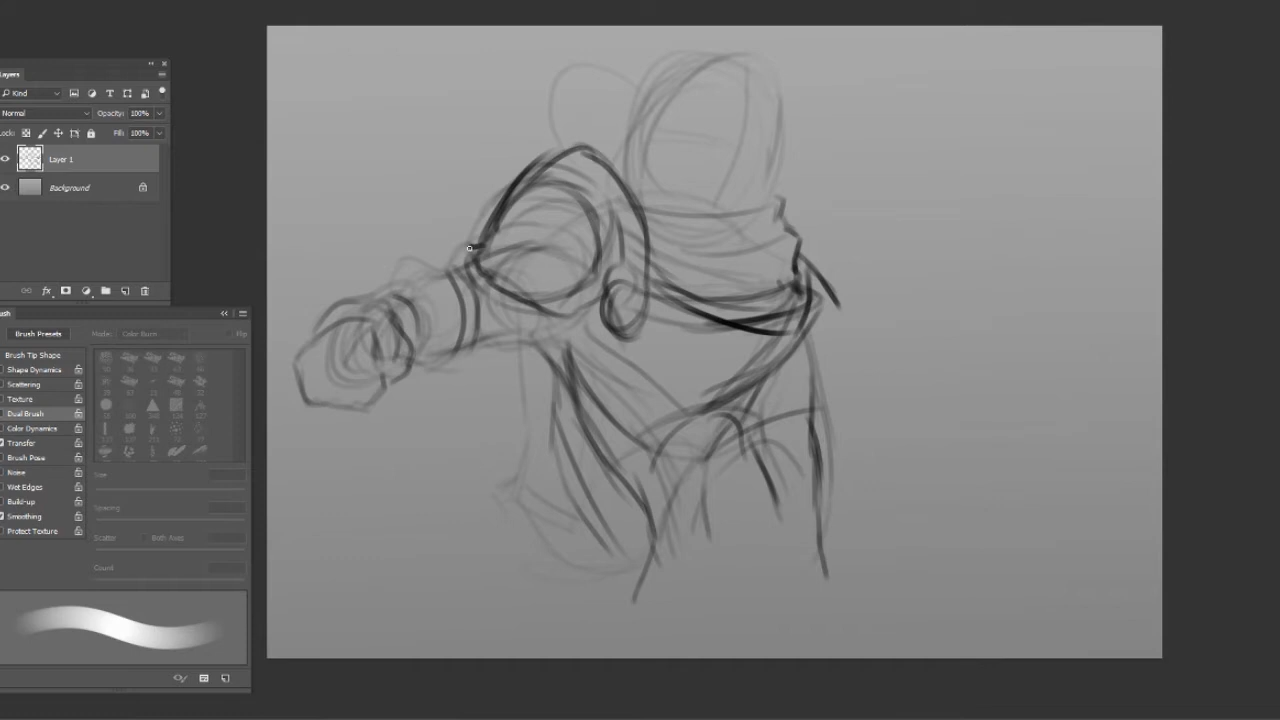 Layers
Kind
Normal
Opacity: 100%
Lock:
Fill: 100%
Layer 1
Background
Brush Presets
Mode: Color Burn
Flip
Brush Tip Shape
Shape Dynamics
Scattering
Texture
Dual Brush
Color Dynamics
Transfer
Brush Pose
Noise
Wet Edges
Build-up
Smoothing
Protect Texture
Size
Spacing
Scatter
Both Axes
Count